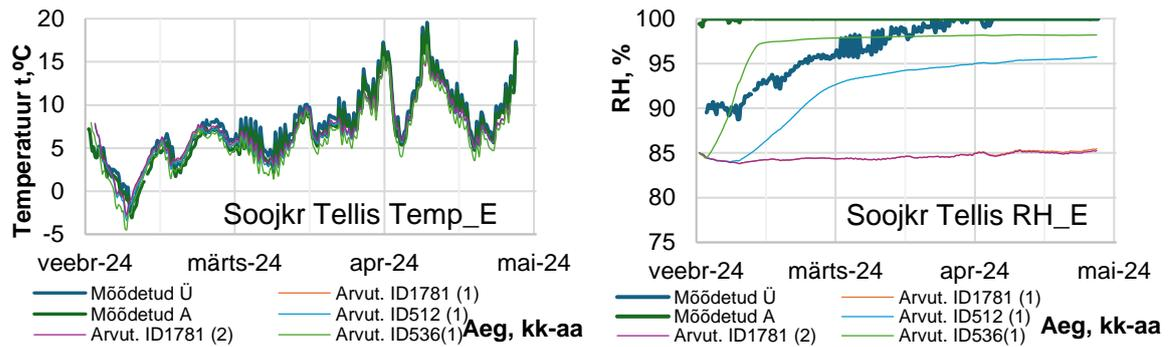 Temperatuur t,ºC
20
15
10
5
0
-5
Soojkr Tellis Temp_E
veebr-24 märts-24 apr-24 mai-24
Mõõdetud Ü Arvut. ID1781 (1)
Mõõdetud A Arvut. ID512 (1)
Arvut. ID1781 (2) Arvut. ID536(1)
Aeg, kk-aa
RH, %
100
95
90
85
80
75
Soojkr Tellis RH_E
veebr-24 märts-24 apr-24 mai-24
Mõõdetud Ü Arvut. ID1781 (1)
Mõõdetud A Arvut. ID512 (1)
Arvut. ID1781 (2) Arvut. ID536(1)
Aeg, kk-aa